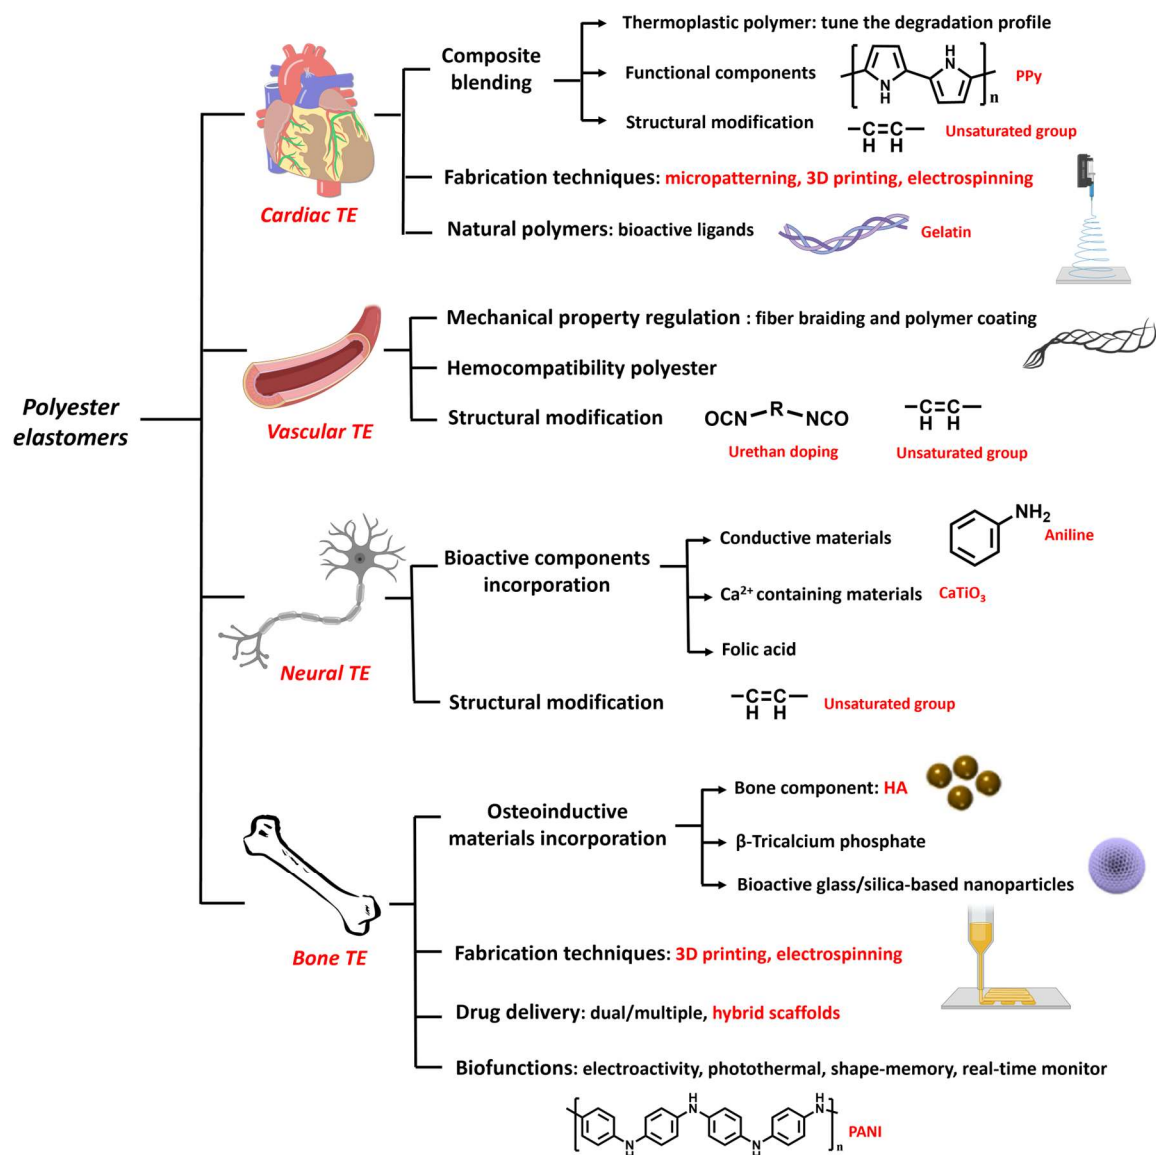 Polyester
elastomers
Cardiac TE
Composite
blending
Thermoplastic polymer: tune the degradation profile
Functional components
H
N
N
H
n
PPy
Structural modification
C=C
H H
Unsaturated group
Fabrication techniques: micropatterning, 3D printing, electrospinning
Natural polymers: bioactive ligands
Gelatin
Vascular TE
Mechanical property regulation : fiber braiding and polymer coating
Hemocompatibility polyester
Structural modification
OCN R NCO
Urethan doping
C=C
H H
Unsaturated group
Neural TE
Bioactive components
incorporation
Conductive materials
NH₂
Aniline
Ca²⁺ containing materials
CaTiO₃
Folic acid
Structural modification
C=C
H H
Unsaturated group
Bone TE
Osteoinductive
materials incorporation
Bone component: HA
β-Tricalcium phosphate
Bioactive glass/silica-based nanoparticles
Fabrication techniques: 3D printing, electrospinning
Drug delivery: dual/multiple, hybrid scaffolds
Biofunctions: electroactivity, photothermal, shape-memory, real-time monitor
H H
N N
N N
H H
n
PANI